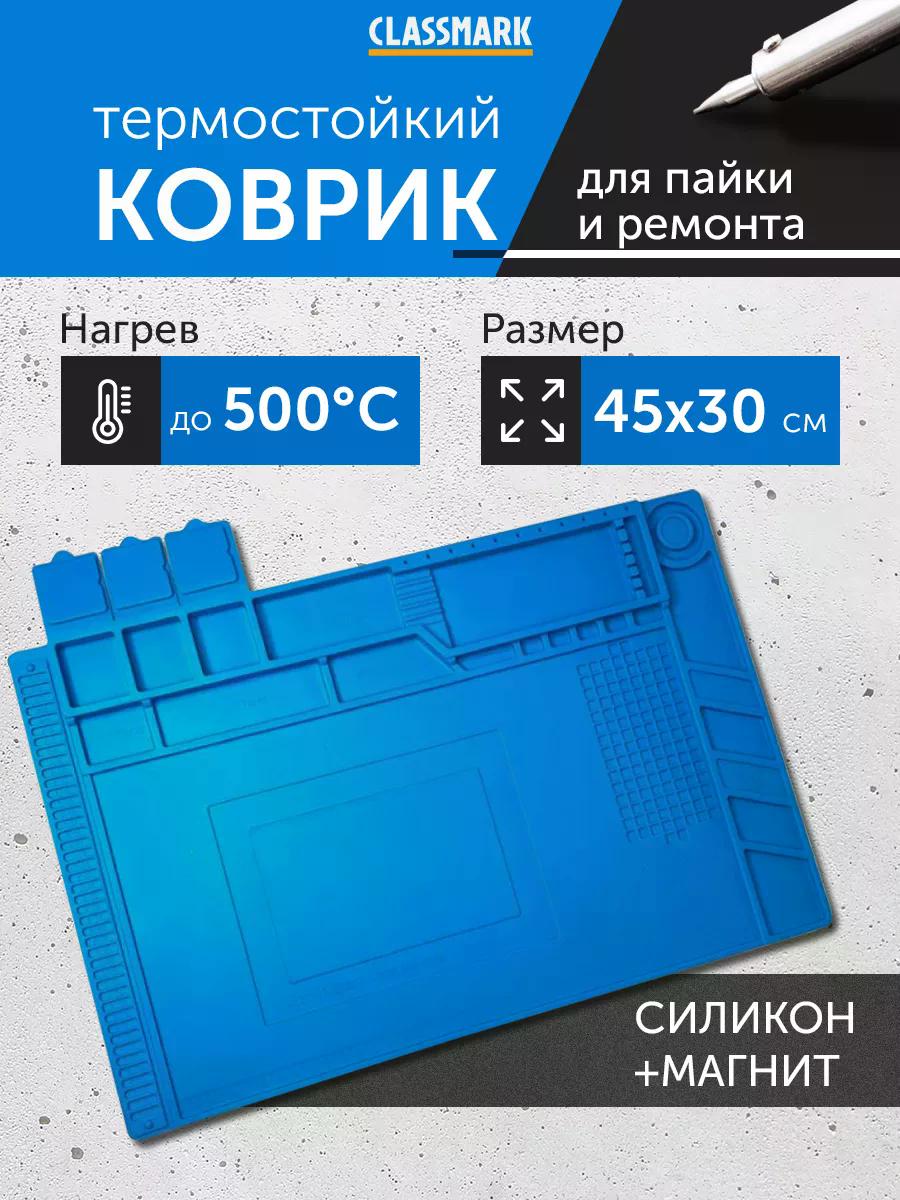 CLASSMARK
термостойкий
КОВРИК
для пайки
и ремонта
Нагрев
Размер
до 500°C
45x30 см
СИЛИКОН
+МАГНИТ